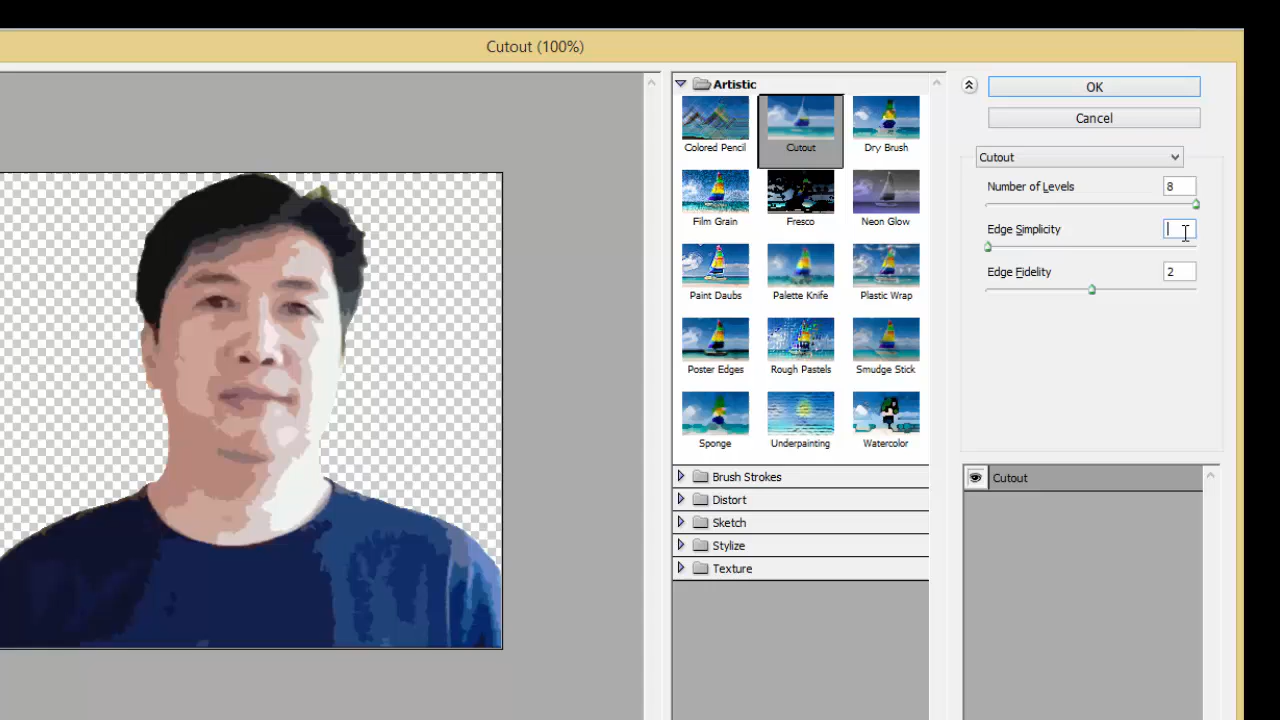 Cutout (100%)
Artistic
Colored Pencil
Cutout
Dry Brush
Film Grain
Fresco
Neon Glow
Paint Daubs
Palette Knife
Plastic Wrap
Poster Edges
Rough Pastels
Smudge Stick
Sponge
Underpainting
Watercolor
Brush Strokes
Distort
Sketch
Stylize
Texture
OK
Cancel
Cutout
Number of Levels 8
Edge Simplicity
Edge Fidelity 2
Cutout